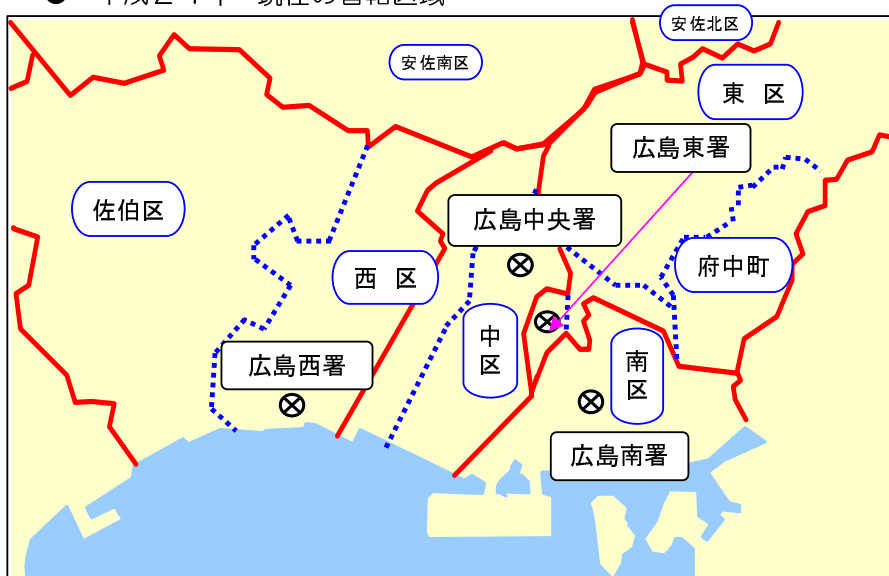 安佐北区
安佐南区
東 区
広島東署
佐伯区
広島中央署
西 区
府中町
中区
広島西署
南区
広島南署